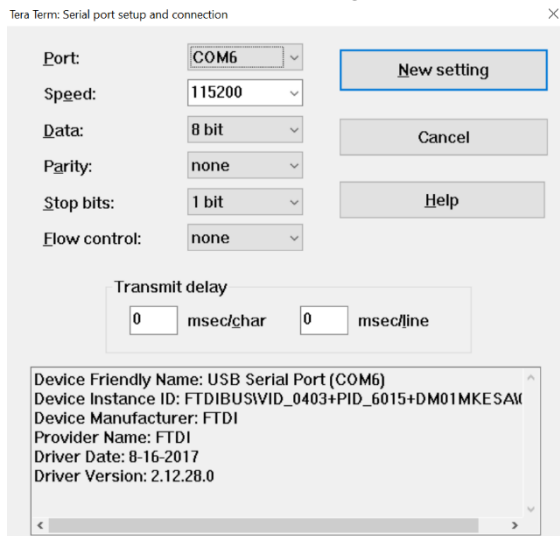 Tera Term: Serial port setup and connection
Port: COM6
New setting
Speed: 115200
Data: 8 bit
Cancel
Parity: none
Stop bits: 1 bit
Help
Flow control: none
Transmit delay
0 msec/char 0 msec/line
Device Friendly Name: USB Serial Port (COM6)
Device Instance ID: FTDIBUS\VID_0403+PID_6015+DM01MKESA\
Device Manufacturer: FTDI
Provider Name: FTDI
Driver Date: 8-16-2017
Driver Version: 2.12.28.0